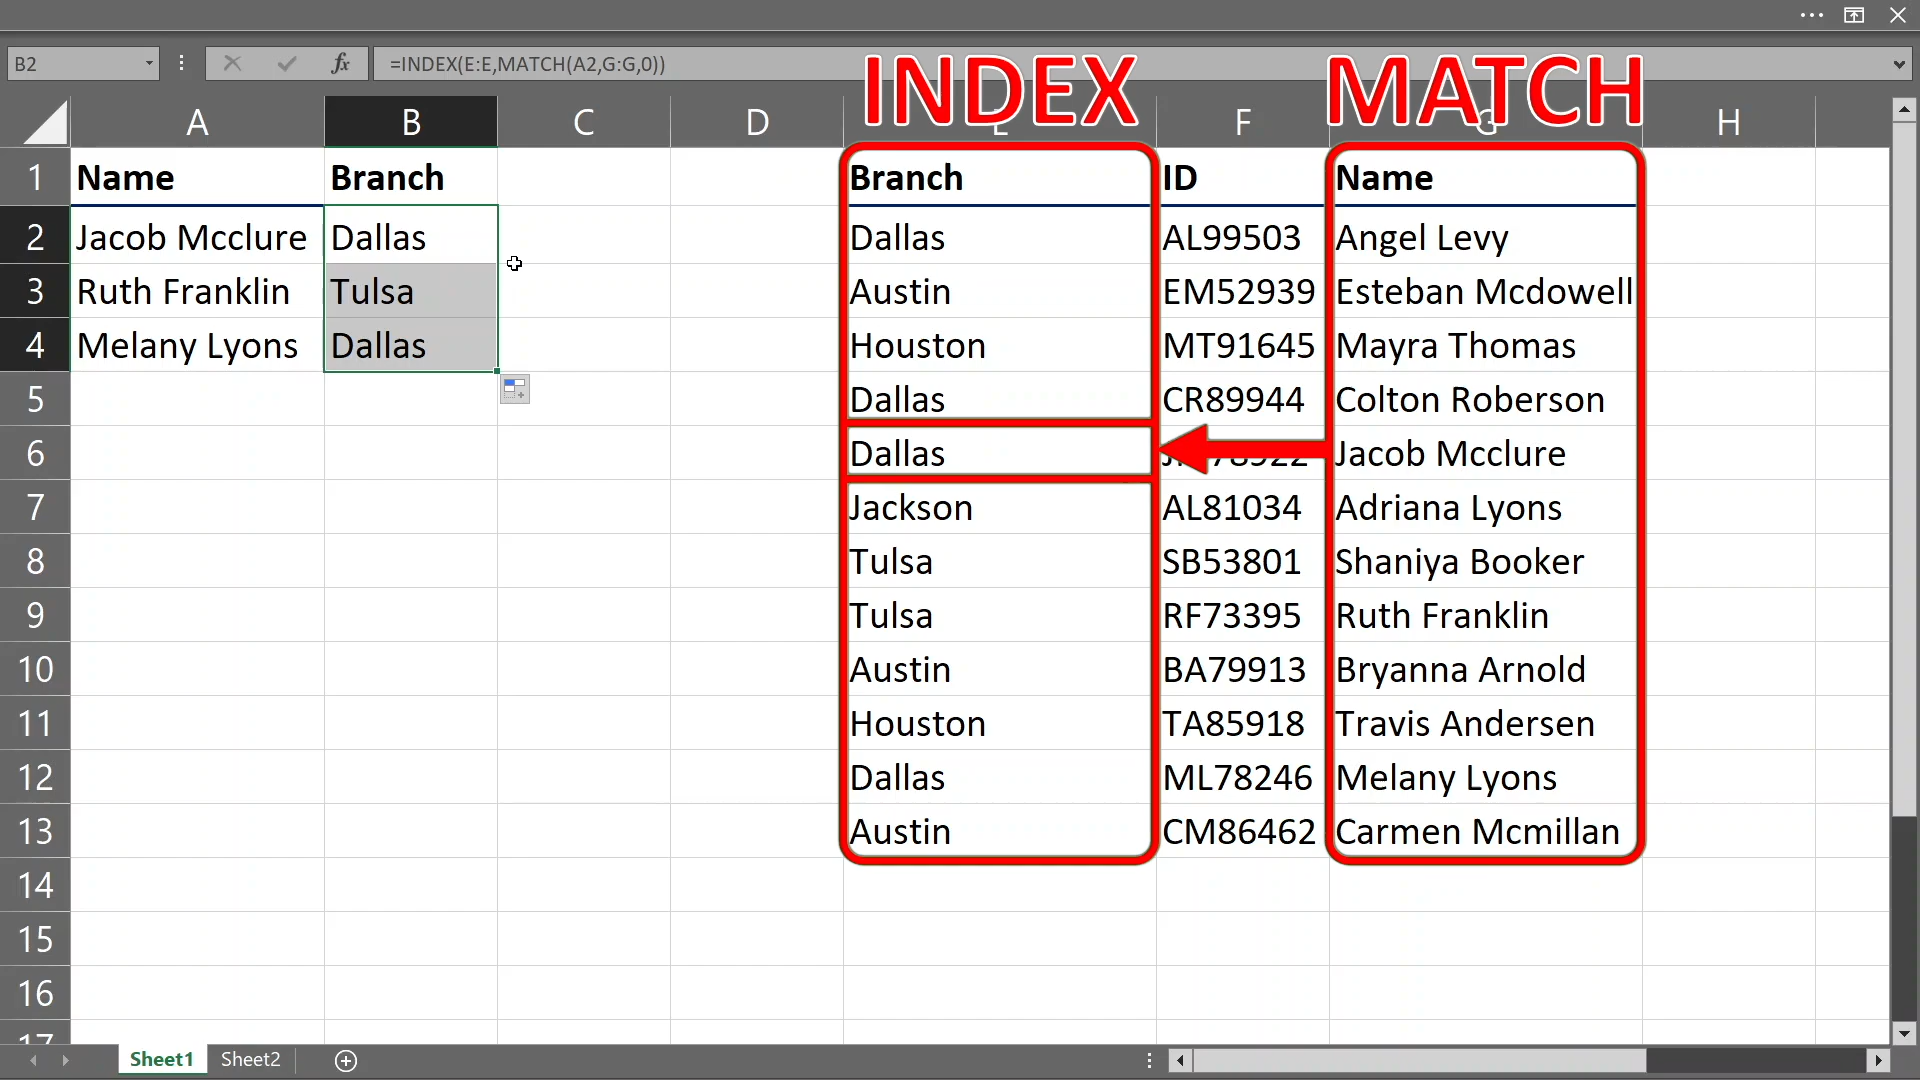 B2
fx
=INDEX(E:E,MATCH(A2,G:G,0))
INDEX MATCH
A B C D F G H
1 Name Branch Branch ID Name
2 Jacob Mcclure Dallas Dallas AL99503 Angel Levy
3 Ruth Franklin Tulsa Austin EM52939 Esteban Mcdowell
4 Melany Lyons Dallas Houston MT91645 Mayra Thomas
5 Dallas CR89944 Colton Roberson
6 Dallas Jacob Mcclure
7 Jackson AL81034 Adriana Lyons
8 Tulsa SB53801 Shaniya Booker
9 Tulsa RF73395 Ruth Franklin
10 Austin BA79913 Bryanna Arnold
11 Houston TA85918 Travis Andersen
12 Dallas ML78246 Melany Lyons
13 Austin CM86462 Carmen Mcmillan
14
15
16
17
Sheet1 Sheet2